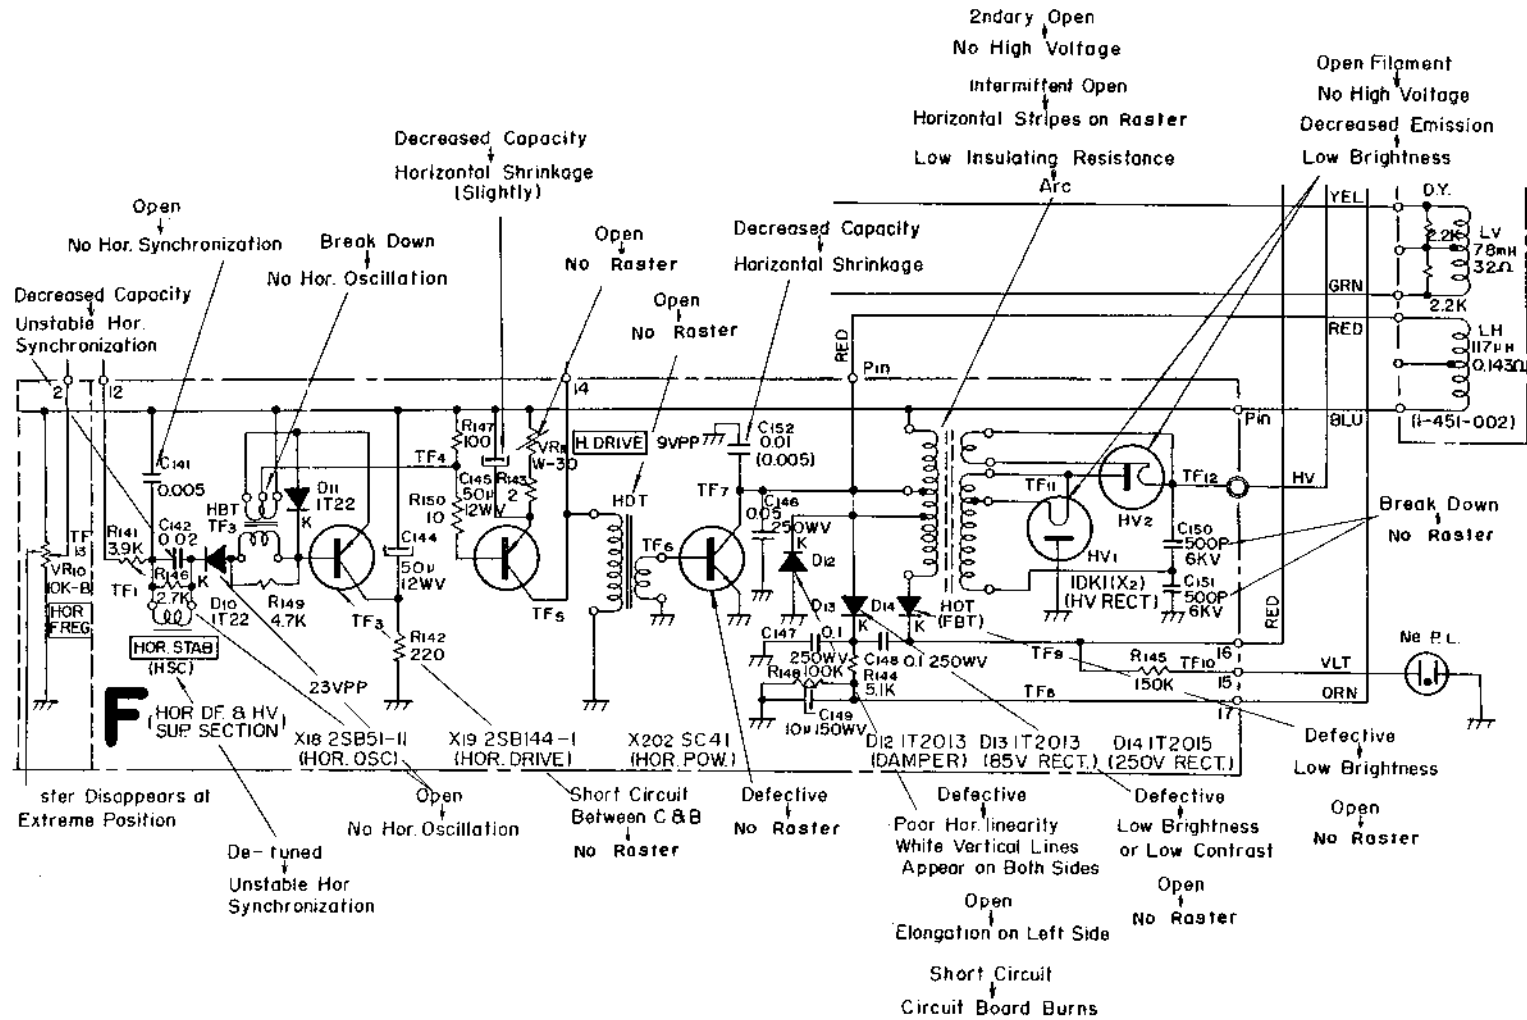 2ndary Open
No High Voltage
Intermittent Open
Horizontal Stripes on Raster
Low Insulating Resistance
Arc
Open Filament
No High Voltage
Decreased Emission
Low Brightness
Decreased Capacity
Horizontal Shrinkage
(Slightly)
Open
No Hor. Synchronization
Break Down
No Hor. Oscillation
Open
No Raster
Decreased Capacity
Horizontal Shrinkage
Decreased Capacity
Unstable Hor.
Synchronization
Open
No Raster
YEL
D.Y.
2.2K
LV
78mH
32Ω
GRN
2.2K
RED
LH
117μH
0.143Ω
BLU
(1-451-002)
RED
Pin
Pin
2
12
14
C141
0.005
R141
3.9K
C142
0.02
HBT
TF3
D11
1T22
K
R146
2.7K
TF1
TF
13
VR10
10K-B
HOR
FREG
K
D10
1T22
R149
4.7K
TF3
HOR. STAB
(HSC)
23VPP
C144
50μ
12WV
R142
220
R147
100
TF4
R150
10
C145
50μ
12WV
R143
2
W-30
TF5
H. DRIVE
9VPP
HDT
TF6
C152
0.01
(0.005)
TF7
C146
0.05
250WV
K
D12
D13
K
D14
K
HOT
(FBT)
C147
0.1
250WV
C148
0.1 250WV
R148
100K
R144
5.1K
C149
10μ 150WV
TF11
HV1
HV2
1DK1(X2)
(HV RECT)
TF12
HV
C150
500P
6KV
C151
500P
6KV
RED
Break Down
No Raster
TF9
R145
150K
TF10
16
15
17
TF8
VLT
ORN
Ne P.L.
F
(HOR DF. & HV
SUP. SECTION)
X18 2SB51-11
(HOR. OSC)
X19 2SB144-1
(HOR. DRIVE)
X202 SC41
(HOR. POW.)
D12 1T2013
(DAMPER)
D13 1T2013
(85V RECT.)
D14 1T2015
(250V RECT.)
Defective
Low Brightness
ster Disappears at
Extreme Position
Open
No Hor. Oscillation
Short Circuit
Between C & B
No Raster
Defective
No Raster
Defective
Poor Hor. linearity
White Vertical Lines
Appear on Both Sides
Defective
Low Brightness
or Low Contrast
Open
No Raster
De-tuned
Unstable Hor
Synchronization
Open
Elongation on Left Side
Open
No Raster
Short Circuit
Circuit Board Burns